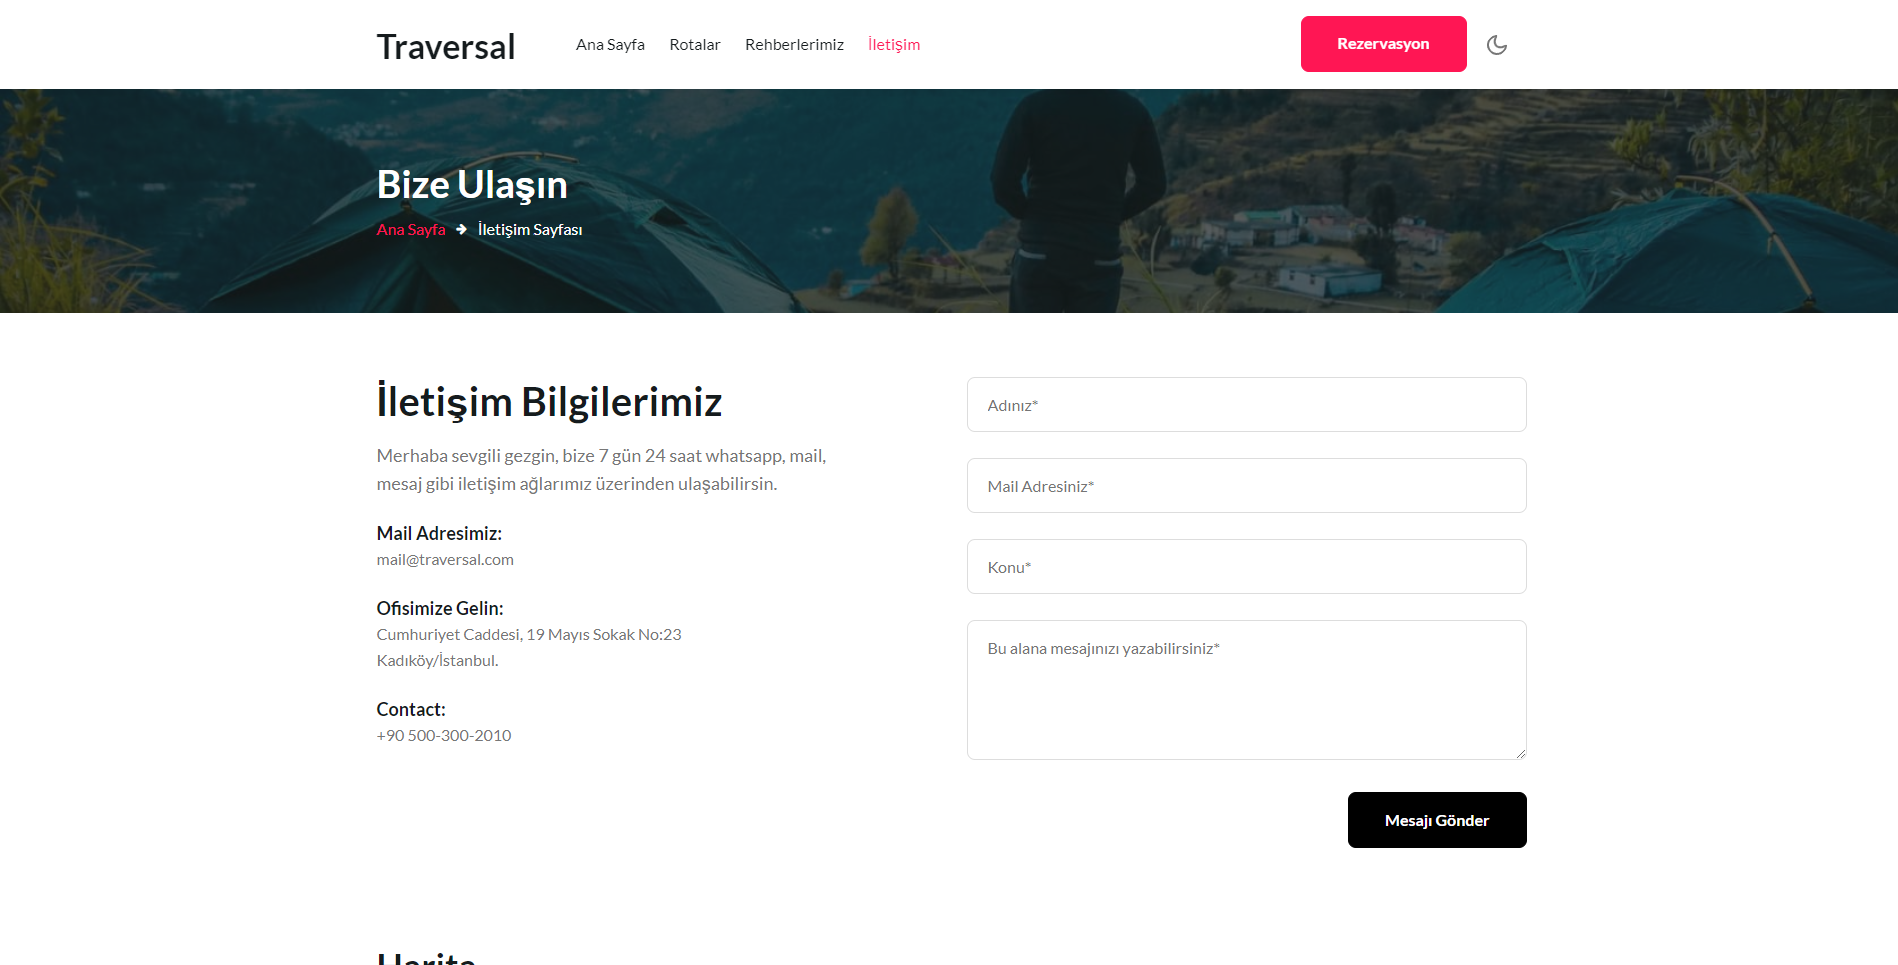 Traversal
Ana Sayfa
Rotalar
Rehberlerimiz
İletişim
Rezervasyon
Bize Ulaşın
Ana Sayfa
İletişim Sayfası
İletişim Bilgilerimiz
Merhaba sevgili gezgin, bize 7 gün 24 saat whatsapp, mail,
mesaj gibi iletişim ağlarımız üzerinden ulaşabilirsin.
Mail Adresimiz:
mail@traversal.com
Ofisimize Gelin:
Cumhuriyet Caddesi, 19 Mayıs Sokak No:23
Kadıköy/İstanbul.
Contact:
+90 500-300-2010
Adınız*
Mail Adresiniz*
Konu*
Bu alana mesajınızı yazabilirsiniz*
Mesajı Gönder
Harita